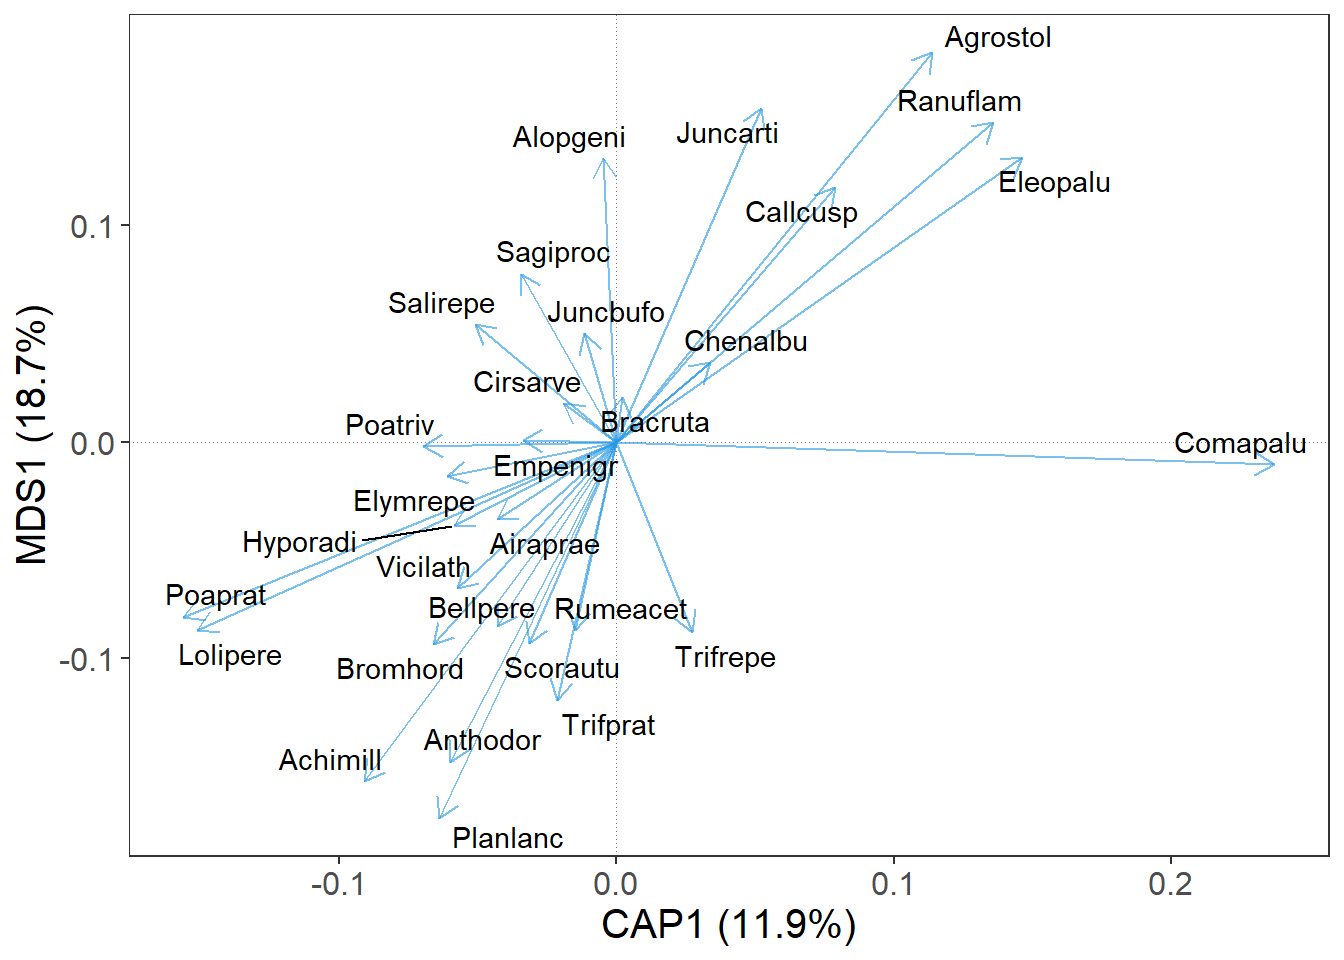 Agrostol
Ranuflam
Juncarti
Alopgeni
Eleopalu
Callcusp
Sagiproc
Salirepe
Juncbufo
Chenalbu
Cirsarve
Poatriv
Bracruta
Comapalu
Empenigr
Elymrepe
Hyporadi
Airaprae
Vicilath
Poaprat
Bellpere
Rumeacet
Lolipere
Bromhord
Scorautu
Trifrepe
Trifprat
Anthodor
Achimill
Planlanc
0.1
0.0
-0.1
MDS1 (18.7%)
-0.1
0.0
0.1
0.2
CAP1 (11.9%)